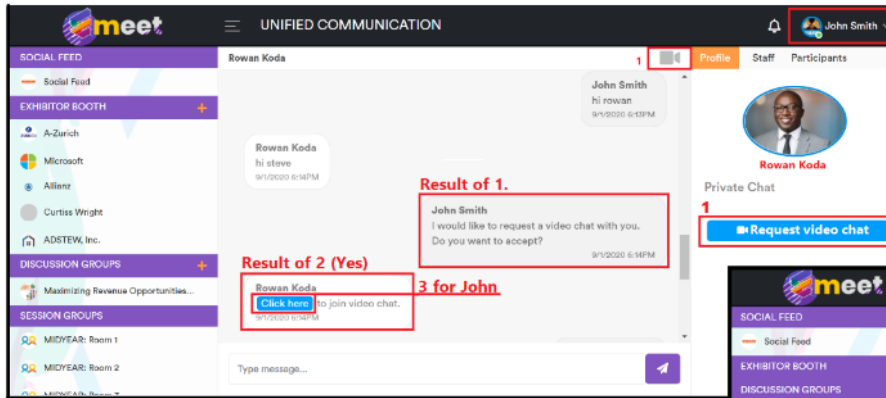 meet
UNIFIED COMMUNICATION
John Smith
SOCIAL FEED
Social Feed
EXHIBITOR BOOTH +
A-Zurich
Microsoft
Allianz
Curtiss Wright
ADSTEW, Inc.
DISCUSSION GROUPS +
Maximizing Revenue Opportunities...
SESSION GROUPS
MIDYEAR: Room 1
MIDYEAR: Room 2
Rowan Koda
1
John Smith
hi rowan
9/1/2020 6:13PM
Rowan Koda
hi steve
9/1/2020 6:14PM
Result of 1.
John Smith
I would like to request a video chat with you.
Do you want to accept?
9/1/2020 6:14PM
Result of 2 (Yes)
Rowan Koda
Click here to join video chat.
9/1/2020 6:14PM
3 for John
Type message...
Profile Staff Participants
Rowan Koda
Private Chat
1
Request video chat
meet
SOCIAL FEED
Social Feed
EXHIBITOR BOOTH
DISCUSSION GROUPS